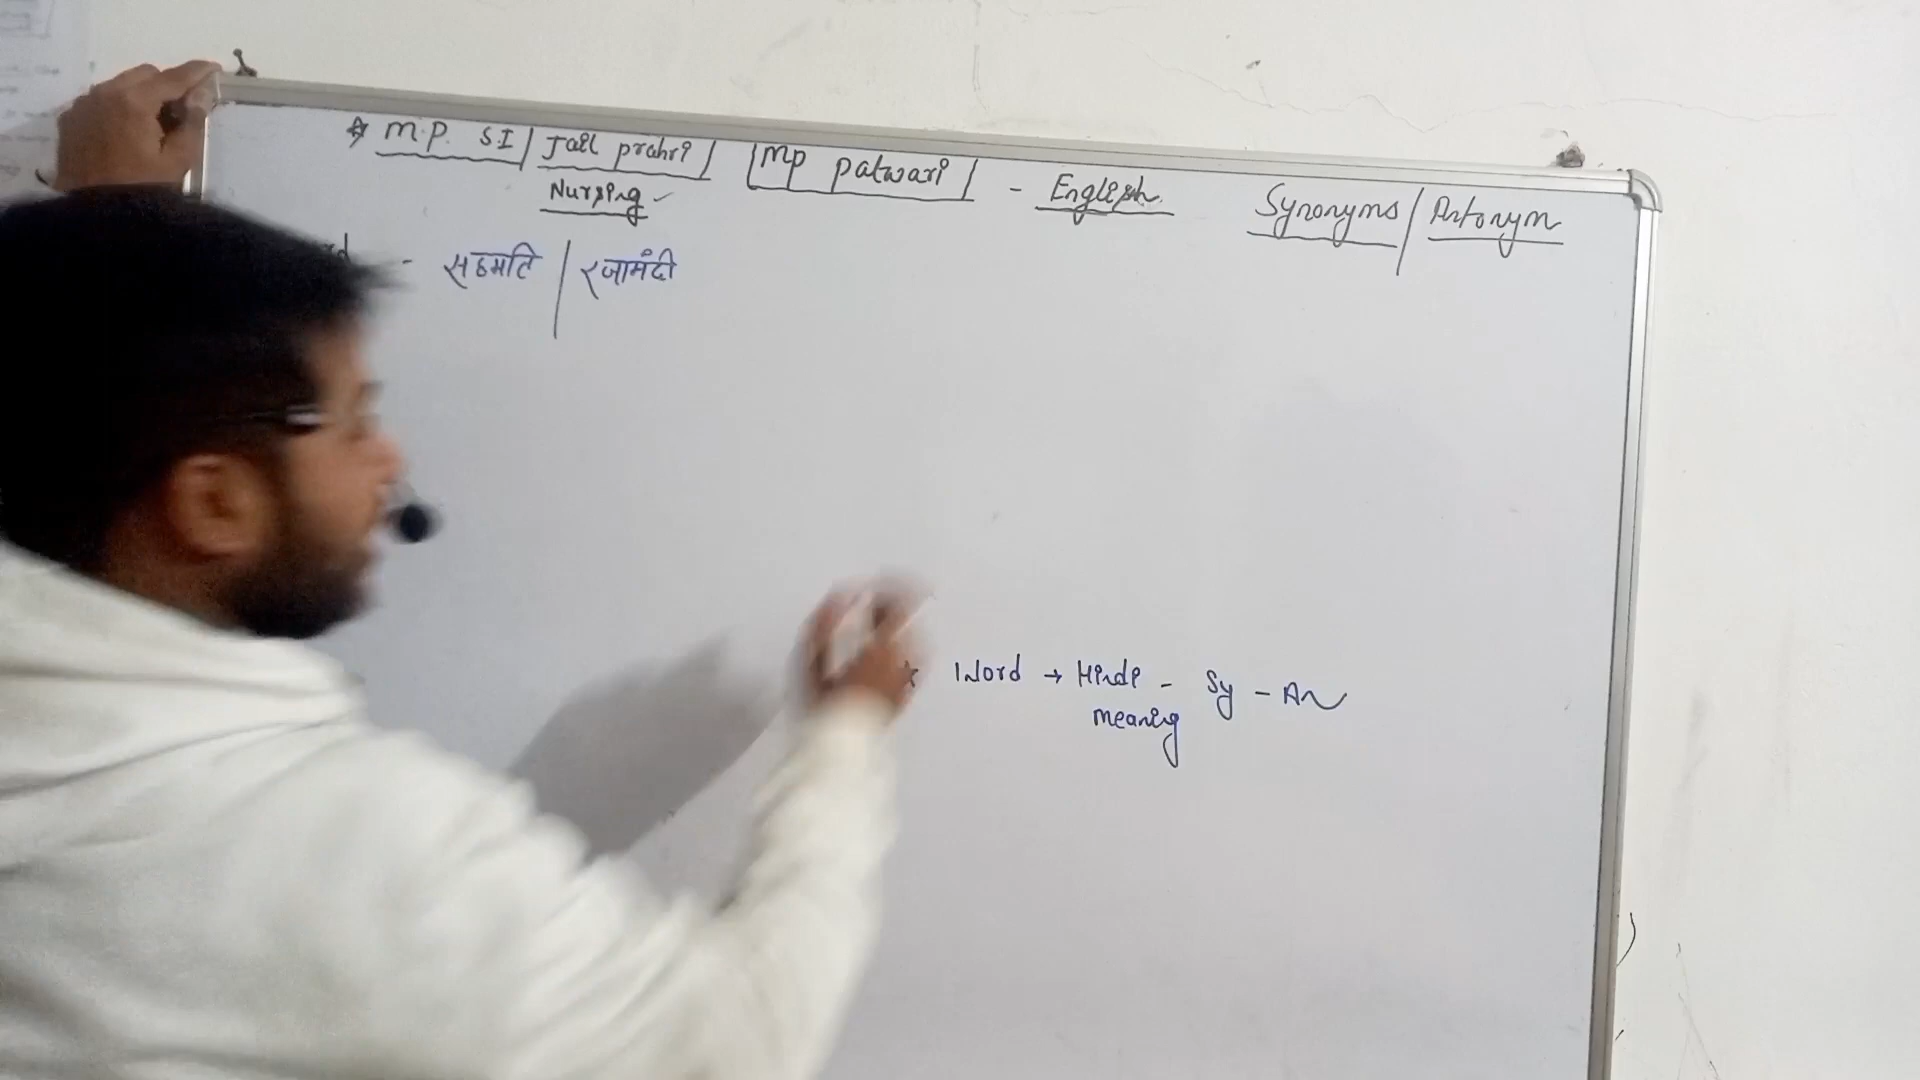 ☆ M.P. SI / Jail prahri / [MP patwari] - English Synonyms / Antonym
Nursing
- सहमति / रजामंदी
* Word → Hindi - Sy - An
meaning